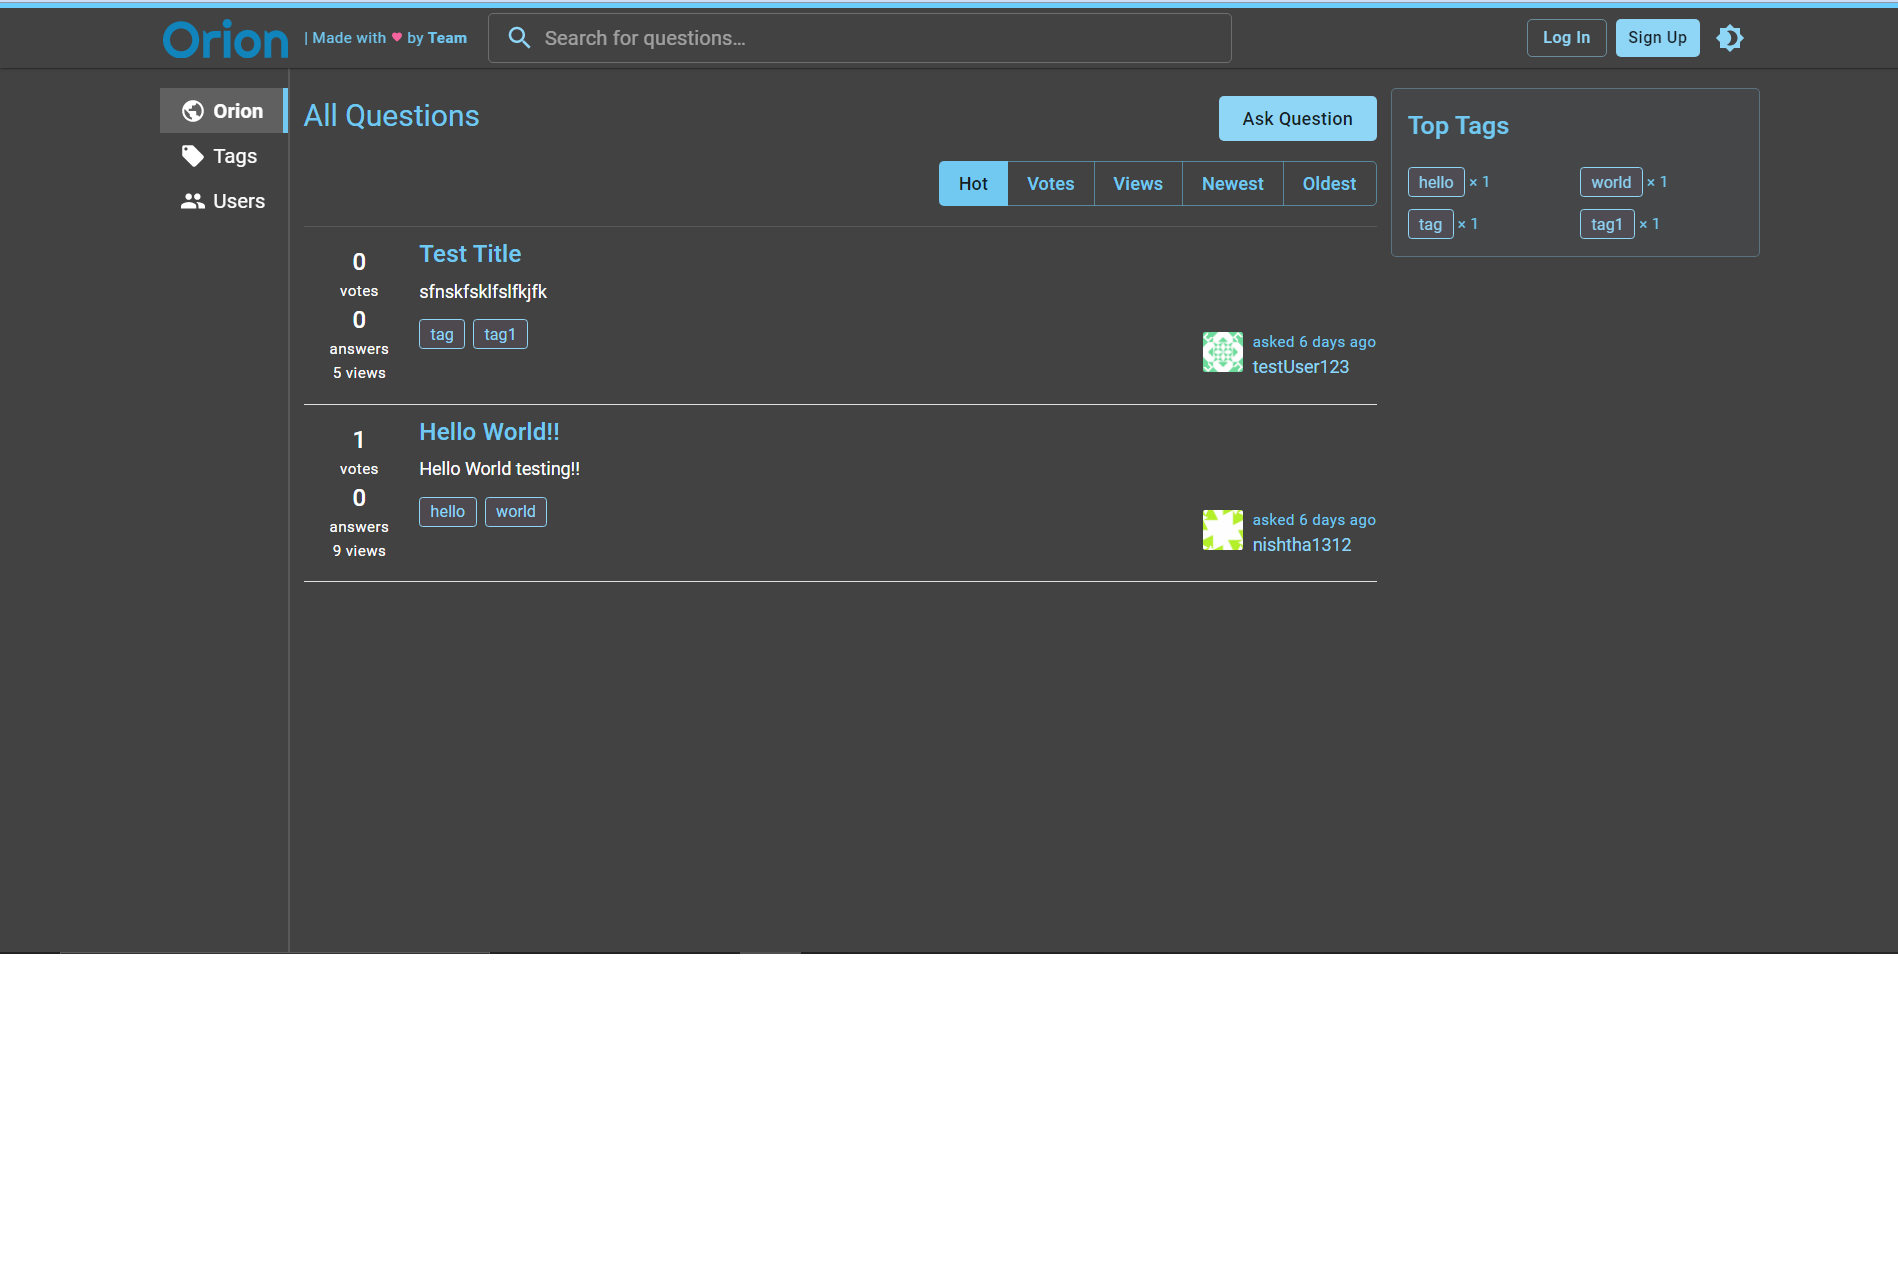 Orion | Made with ♥ by Team
Search for questions...
Log In
Sign Up
Orion
Tags
Users
All Questions
Ask Question
Hot Votes Views Newest Oldest
0
votes
0
answers
5 views
Test Title
sfnskfsklfslfkjfk
tag tag1
asked 6 days ago
testUser123
1
votes
0
answers
9 views
Hello World!!
Hello World testing!!
hello world
asked 6 days ago
nishtha1312
Top Tags
hello × 1 world × 1
tag × 1 tag1 × 1